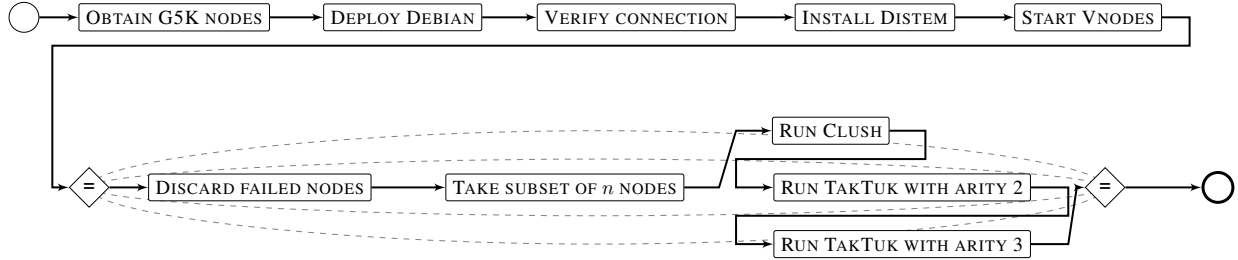 OBTAIN G5K NODES
DEPLOY DEBIAN
VERIFY CONNECTION
INSTALL DISTEM
START VNODES
RUN CLUSH
=
DISCARD FAILED NODES
TAKE SUBSET OF n NODES
RUN TAKTUK WITH ARITY 2
=
RUN TAKTUK WITH ARITY 3